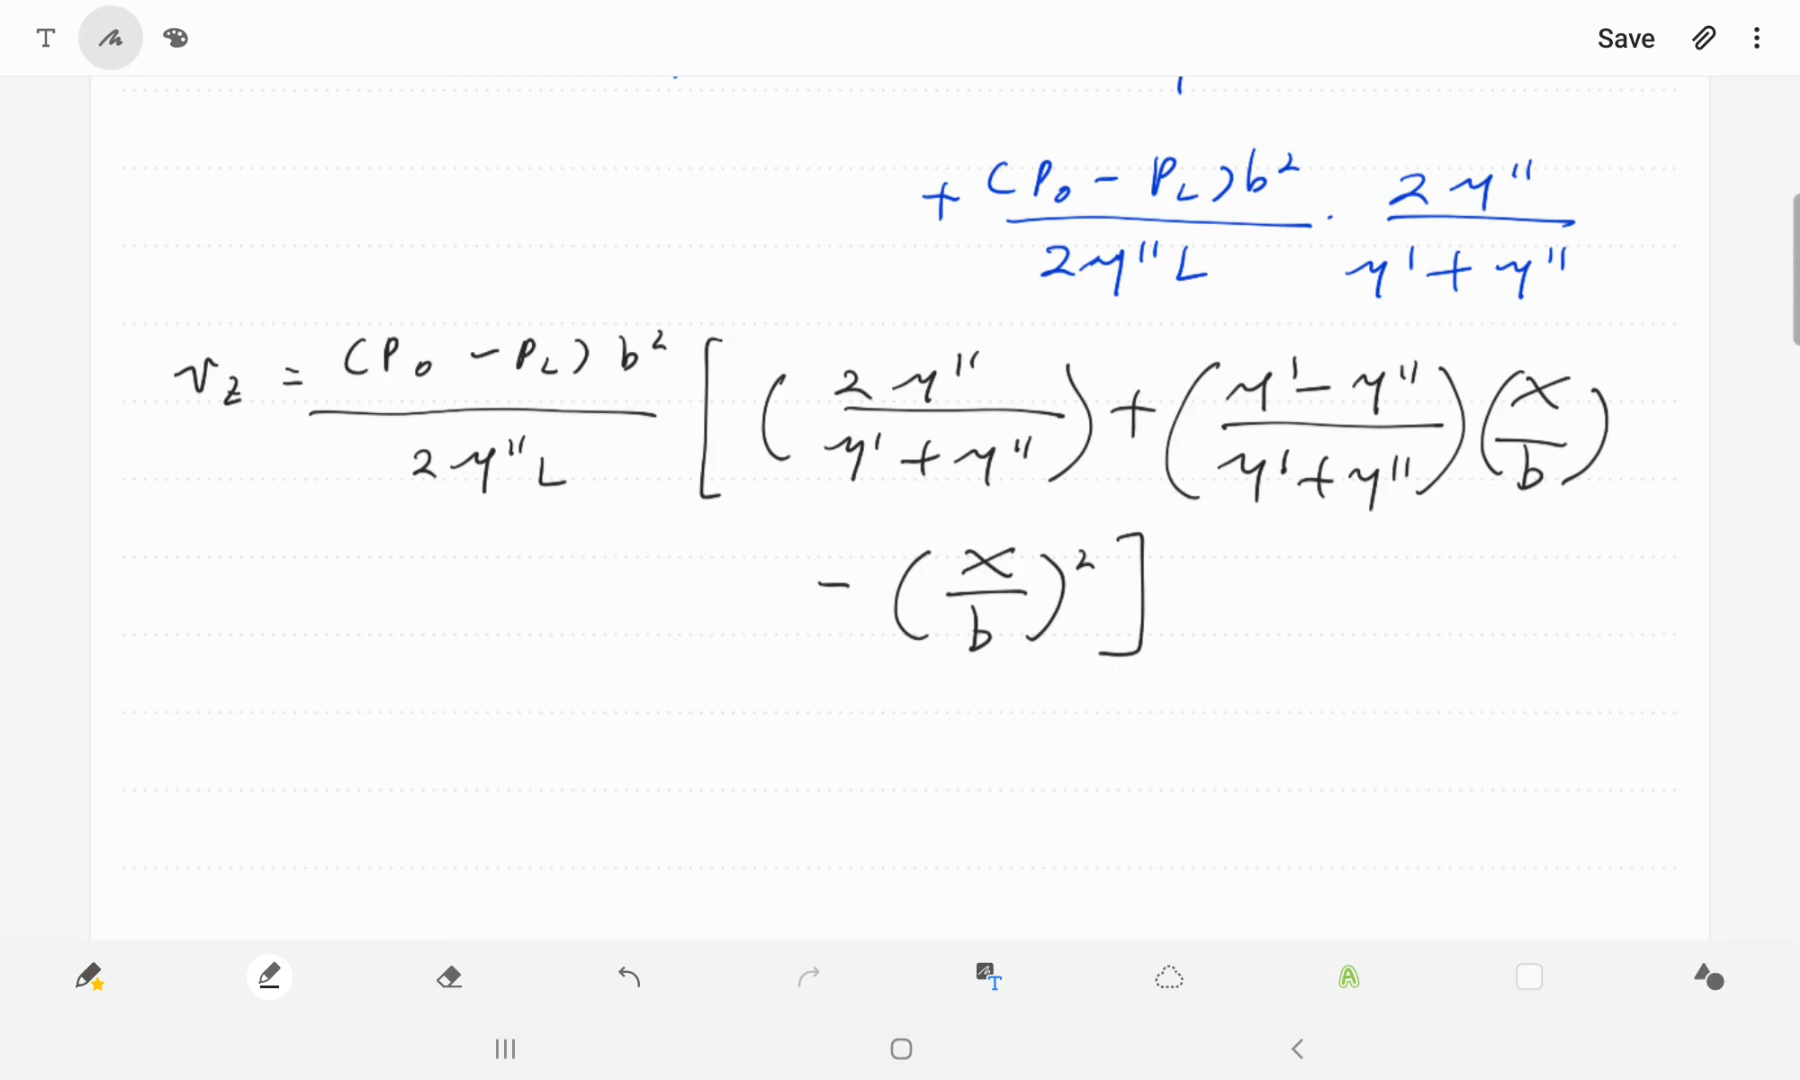 T Save
+ (P₀ - P_L)b² / 2μ''L · 2μ'' / μ' + μ''
v_z = (P₀ - P_L) b² / 2μ''L [ (2μ'' / μ' + μ'') + (μ' - μ'' / μ' + μ'') (x / b)
- (x / b)² ]
T A